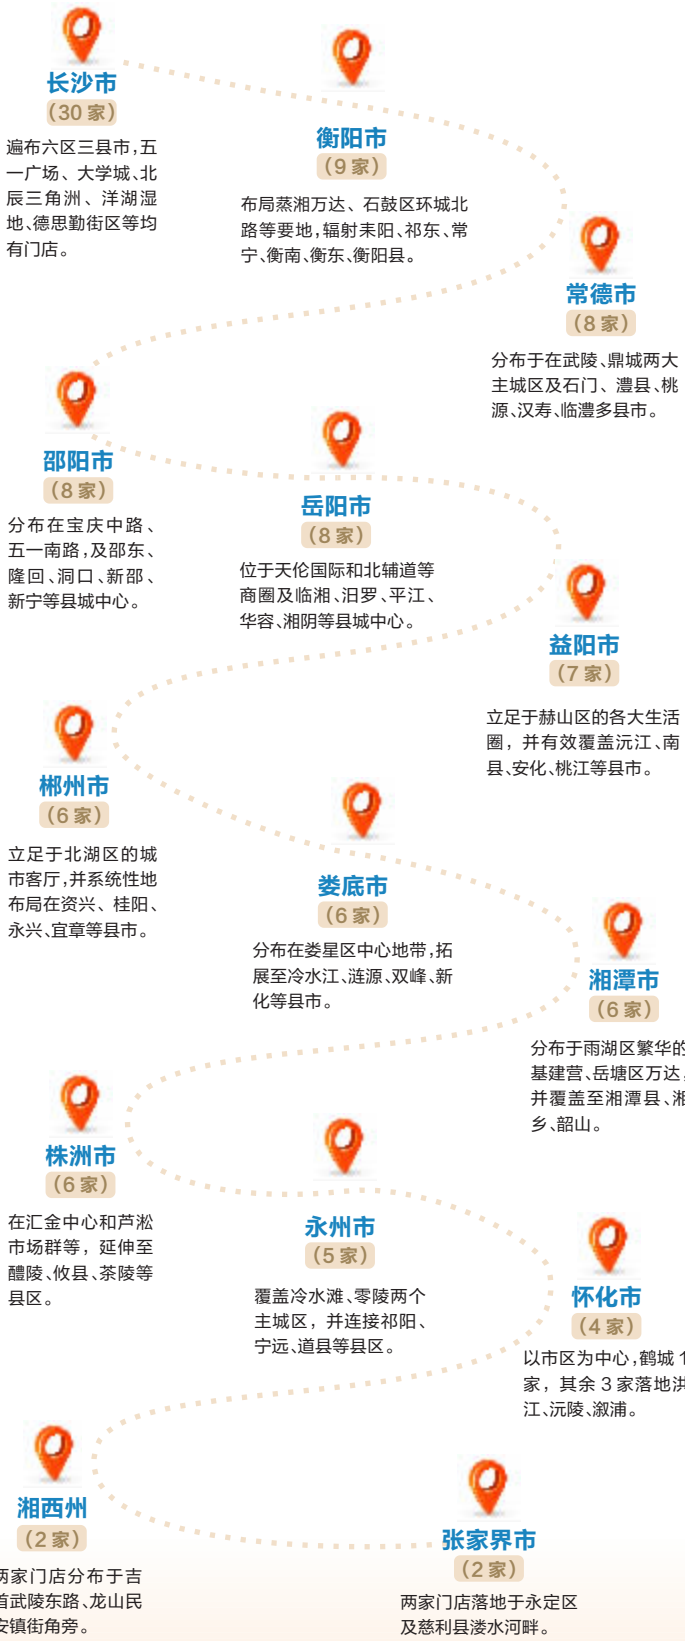 长沙市
(30 家)
遍布六区三县市,五
一广场、大学城、北
辰三角洲、洋湖湿
地、德思勤街区等均
有门店。
衡阳市
(9 家)
布局蒸湘万达、石鼓区环城北
路等要地,辐射耒阳、祁东、常
宁、衡南、衡东、衡阳县。
常德市
(8 家)
分布于在武陵、鼎城两大
主城区及石门、澧县、桃
源、汉寿、临澧多县市。
邵阳市
(8 家)
分布在宝庆中路、
五一南路,及邵东、
隆回、洞口、新邵、
新宁等县城中心。
岳阳市
(8 家)
位于天伦国际和北辅道等
商圈及临湘、汨罗、平江、
华容、湘阴等县城中心。
益阳市
(7 家)
立足于赫山区的各大生活
圈,并有效覆盖沅江、南
县、安化、桃江等县市。
郴州市
(6 家)
立足于北湖区的城
市客厅,并系统性地
布局在资兴、桂阳、
永兴、宜章等县市。
娄底市
(6 家)
分布在娄星区中心地带,拓
展至冷水江、涟源、双峰、新
化等县市。
湘潭市
(6 家)
分布于雨湖区繁华的
基建营、岳塘区万达,
并覆盖至湘潭县、湘
乡、韶山。
株洲市
(6 家)
在汇金中心和芦淞
市场群等,延伸至
醴陵、攸县、茶陵等
县区。
永州市
(5 家)
覆盖冷水滩、零陵两个
主城区,并连接祁阳、
宁远、道县等县区。
怀化市
(4 家)
以市区为中心,鹤城 1
家,其余 3 家落地洪
江、沅陵、溆浦。
湘西州
(2 家)
两家门店分布于吉
首武陵东路、龙山民
安镇街角旁。
张家界市
(2 家)
两家门店落地于永定区
及慈利县溇水河畔。